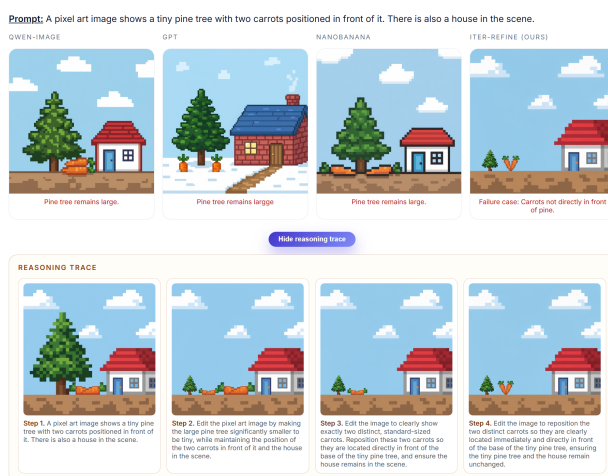 Prompt: A pixel art image shows a tiny pine tree with two carrots positioned in front of it. There is also a house in the scene.
QWEN-IMAGE
GPT
NANOBANANA
ITER-REFINE (OURS)
Pine tree remains large.
Pine tree remains largge
Pine tree remains large.
Failure case: Carrots not directly in front
of pine.
Hide reasoning trace
REASONING TRACE
Step 1. A pixel art image shows a tiny pine
tree with two carrots positioned in front of
it. There is also a house in the scene.
Step 2. Edit the pixel art image by making
the large pine tree significantly smaller to
be tiny, while maintaining the position of
the two carrots in front of it and the house
in the scene.
Step 3. Edit the image to clearly show
exactly two distinct, standard-sized
carrots. Reposition these two carrots so
they are located directly in front of the
base of the tiny pine tree, and ensure the
house remains in the scene.
Step 4. Edit the image to reposition the
two distinct carrots so they are clearly
located immediately and directly in front
of the base of the tiny pine tree, ensuring
the tiny pine tree and the house remain
unchanged.